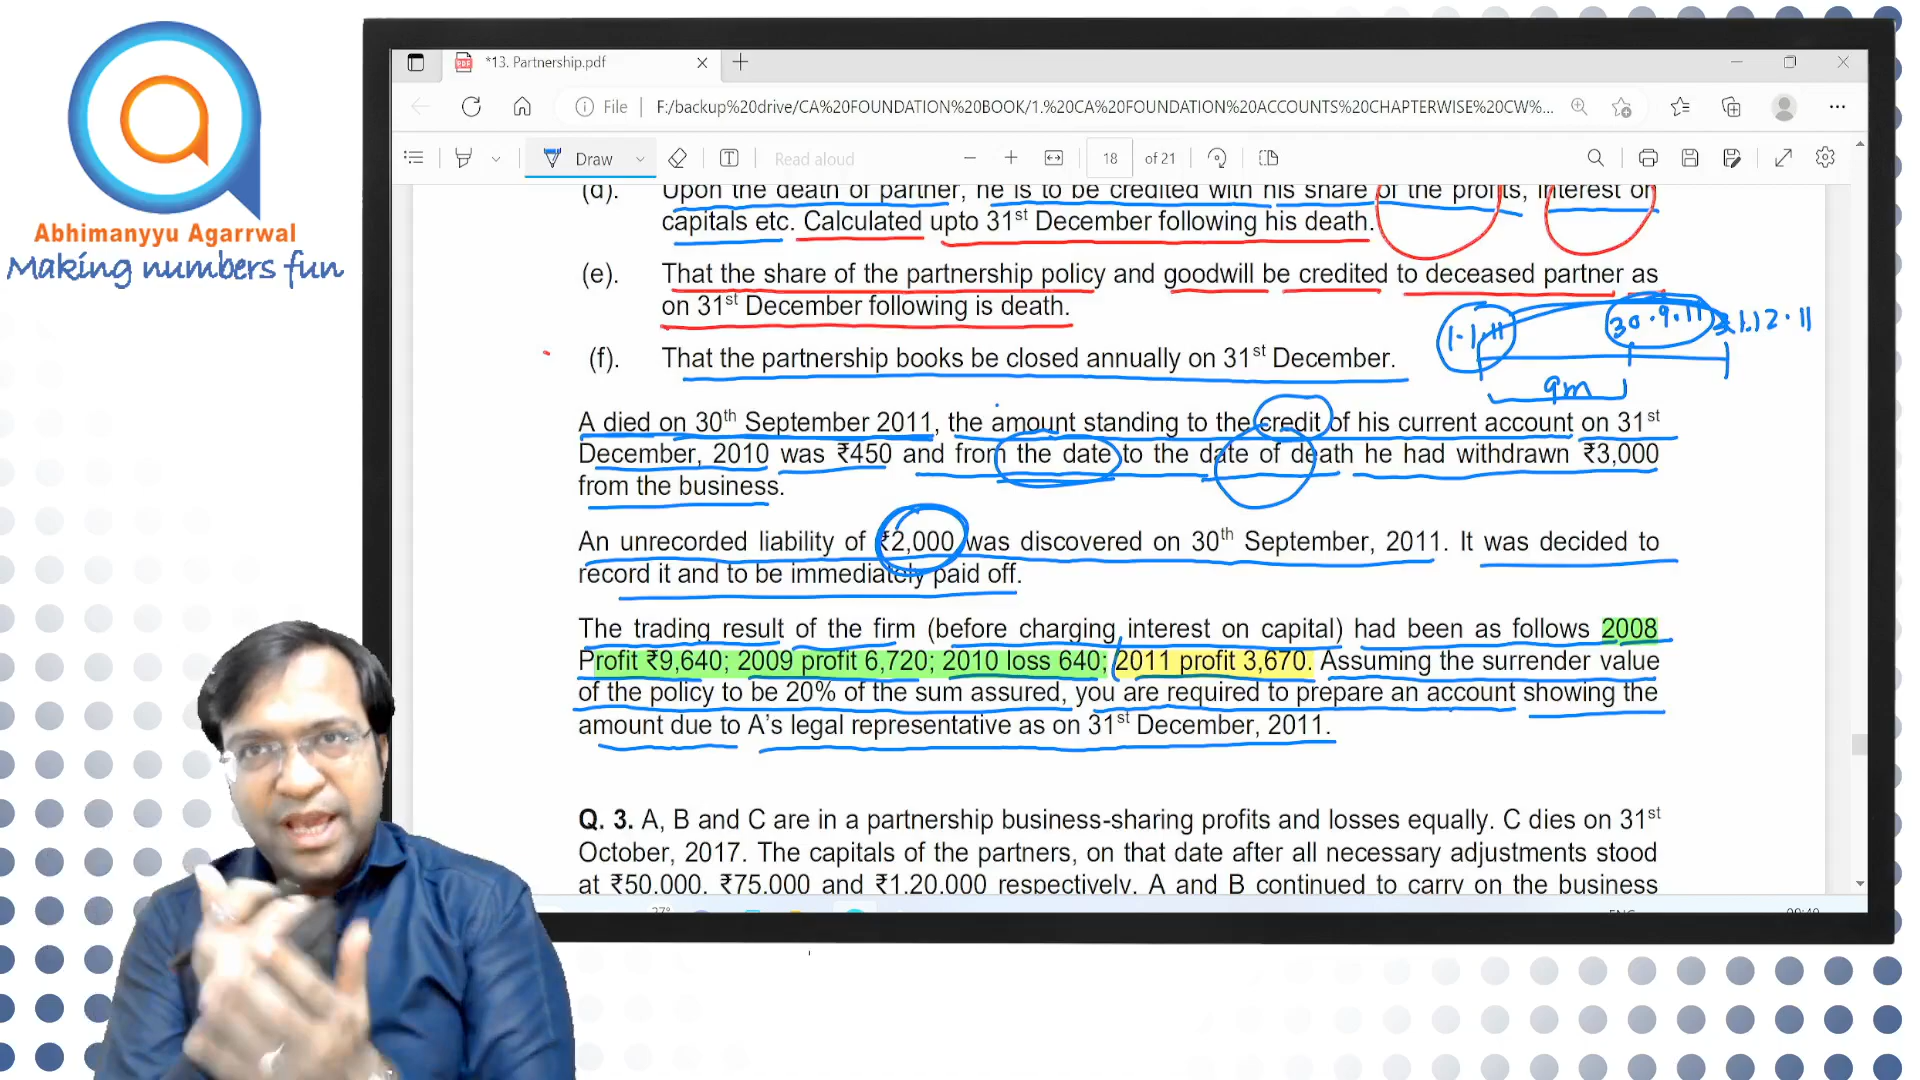 Abhimanyyu Agarrwal
Making numbers fun
*13. Partnership.pdf
File F:/backup%20drive/CA%20FOUNDATION%20BOOK/1.%20CA%20FOUNDATION%20ACCOUNTS%20CHAPTERWISE%20CW%...
Draw Read aloud 18 of 21
(d). Upon the death of partner, he is to be credited with his share of the profits, interest on
capitals etc. Calculated upto 31st December following his death.
(e). That the share of the partnership policy and goodwill be credited to deceased partner as
on 31st December following is death.
1.1.11 30.9.11 31.12.11
(f). That the partnership books be closed annually on 31st December.
9m
A died on 30th September 2011, the amount standing to the credit of his current account on 31st
December, 2010 was ₹450 and from the date to the date of death he had withdrawn ₹3,000
from the business.
An unrecorded liability of ₹2,000 was discovered on 30th September, 2011. It was decided to
record it and to be immediately paid off.
The trading result of the firm (before charging interest on capital) had been as follows 2008
Profit ₹9,640; 2009 profit 6,720; 2010 loss 640; 2011 profit 3,670. Assuming the surrender value
of the policy to be 20% of the sum assured, you are required to prepare an account showing the
amount due to A's legal representative as on 31st December, 2011.
Q. 3. A, B and C are in a partnership business-sharing profits and losses equally. C dies on 31st
October, 2017. The capitals of the partners, on that date after all necessary adjustments stood
at ₹50,000, ₹75,000 and ₹1,20,000 respectively. A and B continued to carry on the business